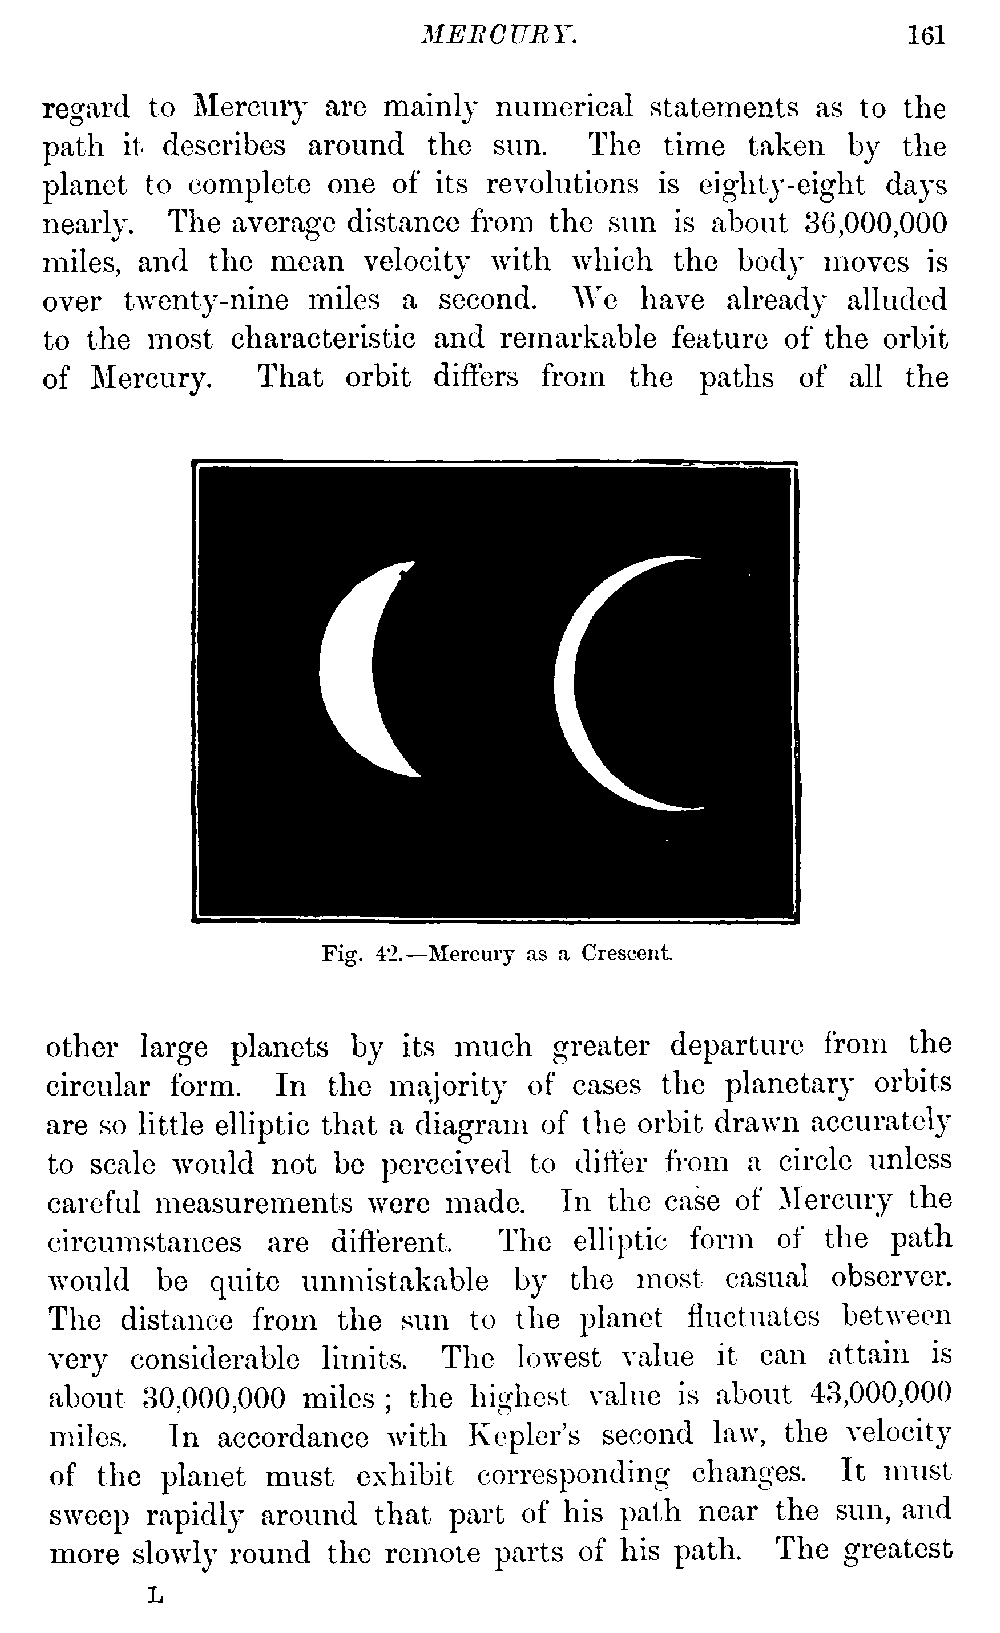 MERCURY. 161
regard to Mercury are mainly numerical statements as to the
path it describes around the sun. The time taken by the
planet to complete one of its revolutions is eighty-eight days
nearly. The average distance from the sun is about 36,000,000
miles, and the mean velocity with which the body moves is
over twenty-nine miles a second. We have already alluded
to the most characteristic and remarkable feature of the orbit
of Mercury. That orbit differs from the paths of all the
Fig. 42.—Mercury as a Crescent.
other large planets by its much greater departure from the
circular form. In the majority of cases the planetary orbits
are so little elliptic that a diagram of the orbit drawn accurately
to scale would not be perceived to differ from a circle unless
careful measurements were made. In the case of Mercury the
circumstances are different. The elliptic form of the path
would be quite unmistakable by the most casual observer.
The distance from the sun to the planet fluctuates between
very considerable limits. The lowest value it can attain is
about 30,000,000 miles; the highest value is about 43,000,000
miles. In accordance with Kepler's second law, the velocity
of the planet must exhibit corresponding changes. It must
sweep rapidly around that part of his path near the sun, and
more slowly round the remote parts of his path. The greatest
L